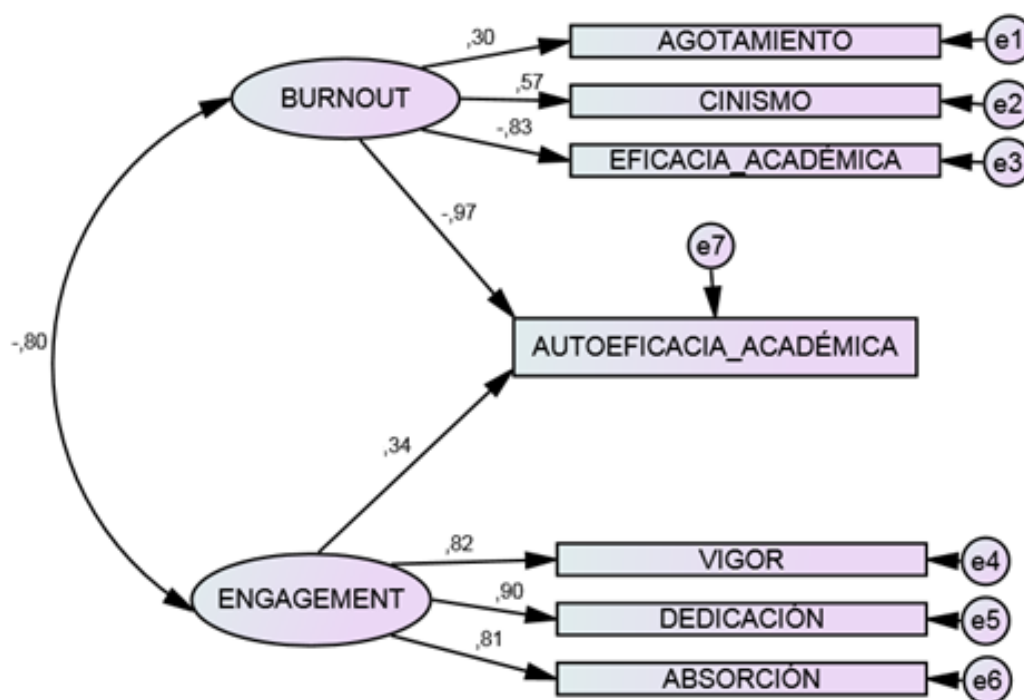 ,30
AGOTAMIENTO
e1
BURNOUT
,57
CINISMO
e2
-,83
EFICACIA_ACADÉMICA
e3
-,97
e7
-,80
AUTOEFICACIA_ACADÉMICA
,34
,82
VIGOR
e4
ENGAGEMENT
,90
DEDICACIÓN
e5
,81
ABSORCIÓN
e6